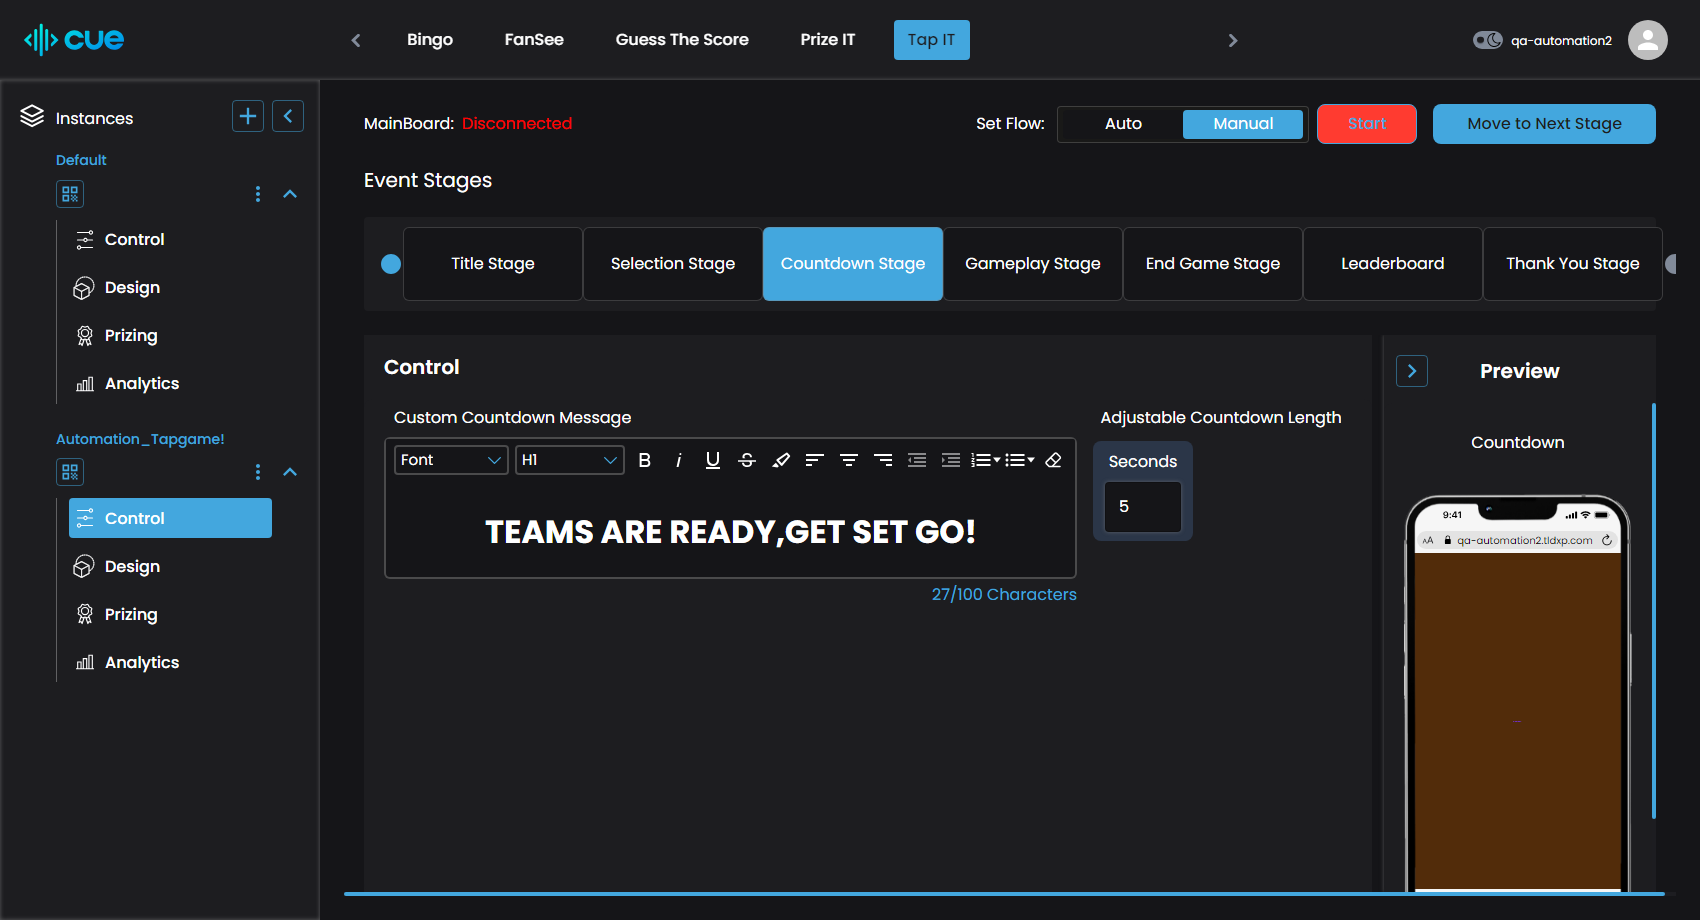 cue
Bingo
FanSee
Guess The Score
Prize IT
Tap IT
qa-automation2
Instances
Default
Control
Design
Prizing
Analytics
Automation_Tapgame!
Control
Design
Prizing
Analytics
MainBoard: Disconnected
Set Flow:
Auto
Manual
Start
Move to Next Stage
Event Stages
Title Stage
Selection Stage
Countdown Stage
Gameplay Stage
End Game Stage
Leaderboard
Thank You Stage
Control
Custom Countdown Message
Font
H1
B
i
U
S
TEAMS ARE READY,GET SET GO!
27/100 Characters
Adjustable Countdown Length
Seconds
5
Preview
Countdown
9:41
AA
qa-automation2.tldxp.com